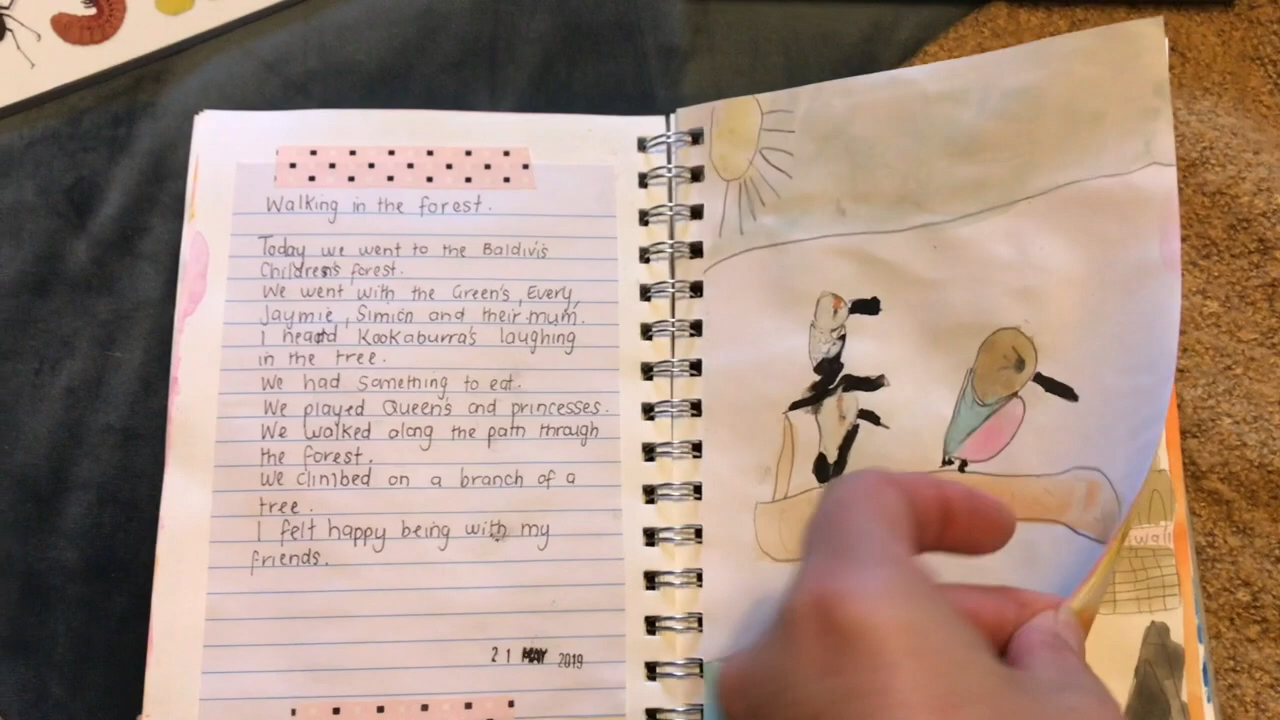 Walking in the forest.
Today we went to the Baldivis
Children's forest.
We went with the Green's, Every,
Jaymie, Simion and their mum.
I heard Kookaburra's laughing
in the tree.
We had something to eat.
We played Queen's and princesses.
We walked along the path through
the forest.
We climbed on a branch of a
tree.
I felt happy being with my
friends.
21 MAY 2019
wall